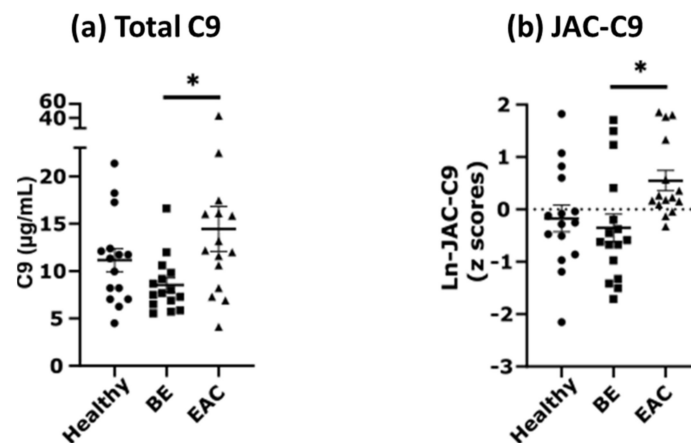 (a) Total C9
(b) JAC-C9
*
60
40
20
15
10
5
0
C9 (µg/mL)
Healthy
BE
EAC
*
2
1
0
-1
-2
-3
Ln-JAC-C9
(z scores)
Healthy
BE
EAC